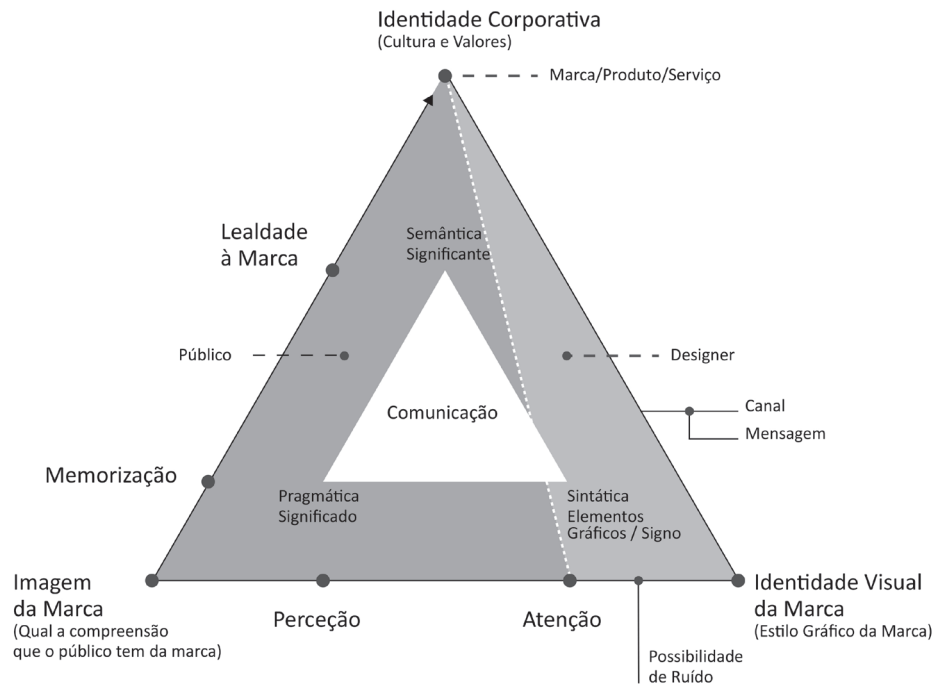 Identidade Corporativa
(Cultura e Valores)
Marca/Produto/Serviço
Lealdade
à Marca
Semântica
Significante
Público
Designer
Comunicação
Canal
Mensagem
Memorização
Pragmática
Significado
Sintática
Elementos
Gráficos / Signo
Imagem
da Marca
(Qual a compreensão
que o público tem da marca)
Perceção
Atenção
Identidade Visual
da Marca
(Estilo Gráfico da Marca)
Possibilidade
de Ruído